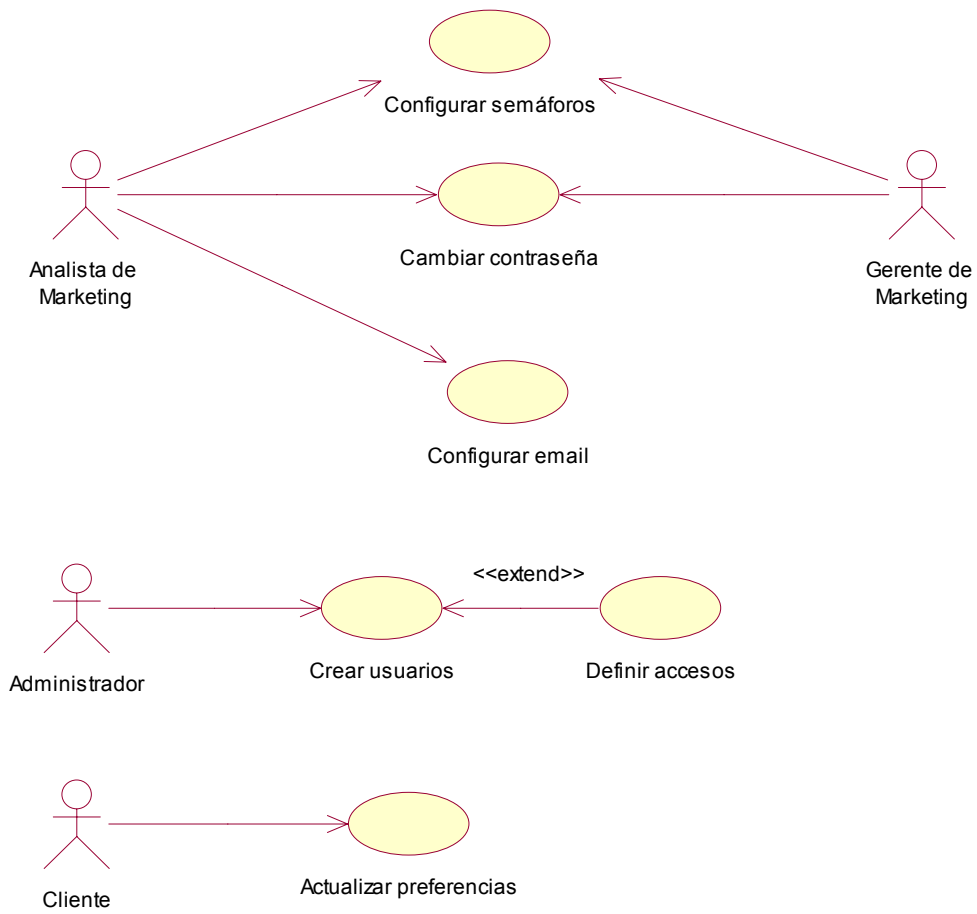 Configurar semáforos
Cambiar contraseña
Analista de
Marketing
Gerente de
Marketing
Configurar email
<<extend>>
Crear usuarios
Definir accesos
Administrador
Actualizar preferencias
Cliente